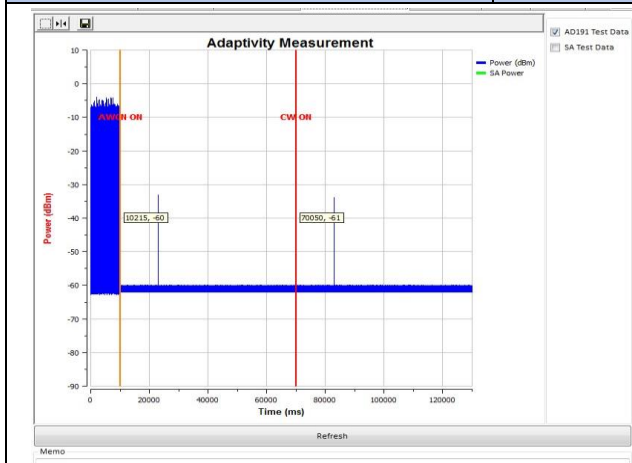 Adaptivity Measurement
AD191 Test Data
SA Test Data
Power (dBm)
SA Power
10
0
-10
-20
-30
-40
-50
-60
-70
-80
-90
Power (dBm)
AWGN ON
CW ON
10215, -60
70050, -61
0
20000
40000
60000
80000
100000
120000
Time (ms)
Refresh
Memo